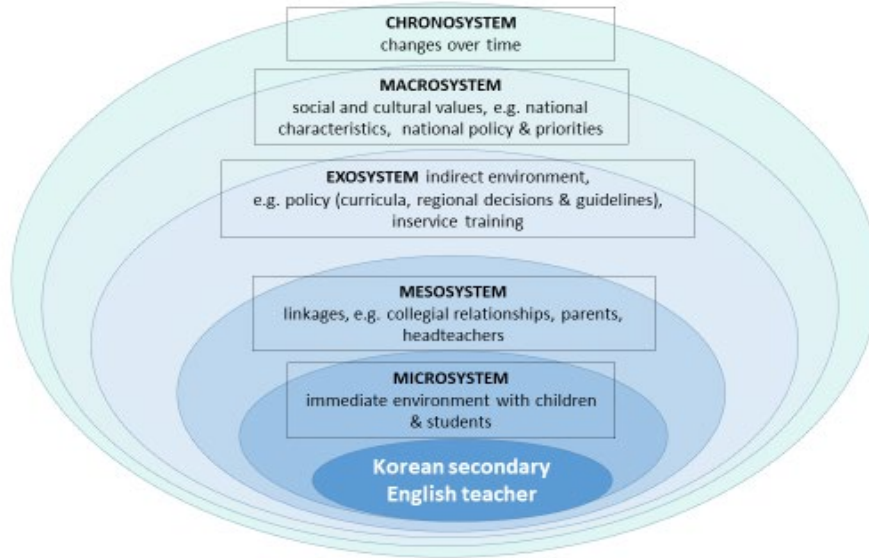 CHRONOSYSTEM
changes over time
MACROSYSTEM
social and cultural values, e.g. national
characteristics, national policy & priorities
EXOSYSTEM indirect environment,
e.g. policy (curricula, regional decisions & guidelines),
inservice training
MESOSYSTEM
linkages, e.g. collegial relationships, parents,
headteachers
MICROSYSTEM
immediate environment with children
& students
Korean secondary
English teacher